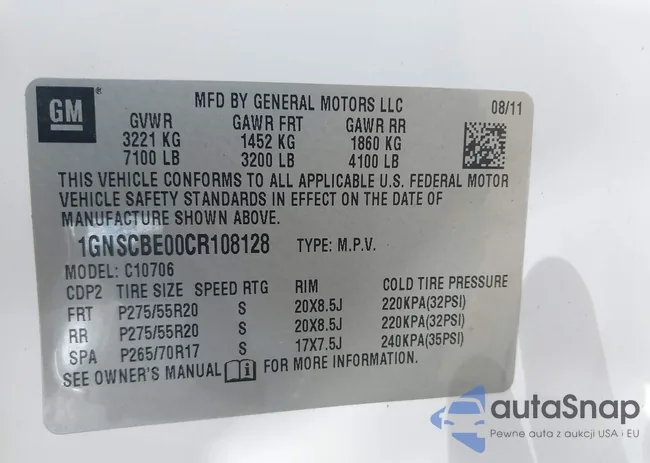 GM®
MFD BY GENERAL MOTORS LLC 08/11
GVWR GAWR FRT GAWR RR
3221 KG 1452 KG 1860 KG
7100 LB 3200 LB 4100 LB
THIS VEHICLE CONFORMS TO ALL APPLICABLE U.S. FEDERAL MOTOR
VEHICLE SAFETY STANDARDS IN EFFECT ON THE DATE OF
MANUFACTURE SHOWN ABOVE.
1GNSCBE00CR108128 TYPE: M.P.V.
MODEL: C10706
CDP2 TIRE SIZE SPEED RTG RIM COLD TIRE PRESSURE
FRT P275/55R20 S 20X8.5J 220KPA(32PSI)
RR P275/55R20 S 20X8.5J 220KPA(32PSI)
SPA P265/70R17 S 17X7.5J 240KPA(35PSI)
SEE OWNER'S MANUAL FOR MORE INFORMATION.
autaSnap
Pewne auta z aukcji USA i EU